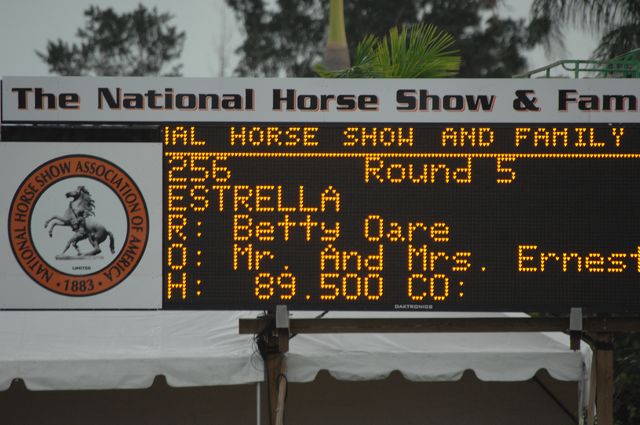 The National Horse Show & Fam
IAL HORSE SHOW AND FAMILY
256 Round 5
ESTRELLA
R: Betty Oare
O: Mr. And Mrs. Ernest
H: 89.500 CO:
DAKTRONICS
NATIONAL HORSE SHOW ASSOCIATION OF AMERICA
LIMITED
· 1883 ·